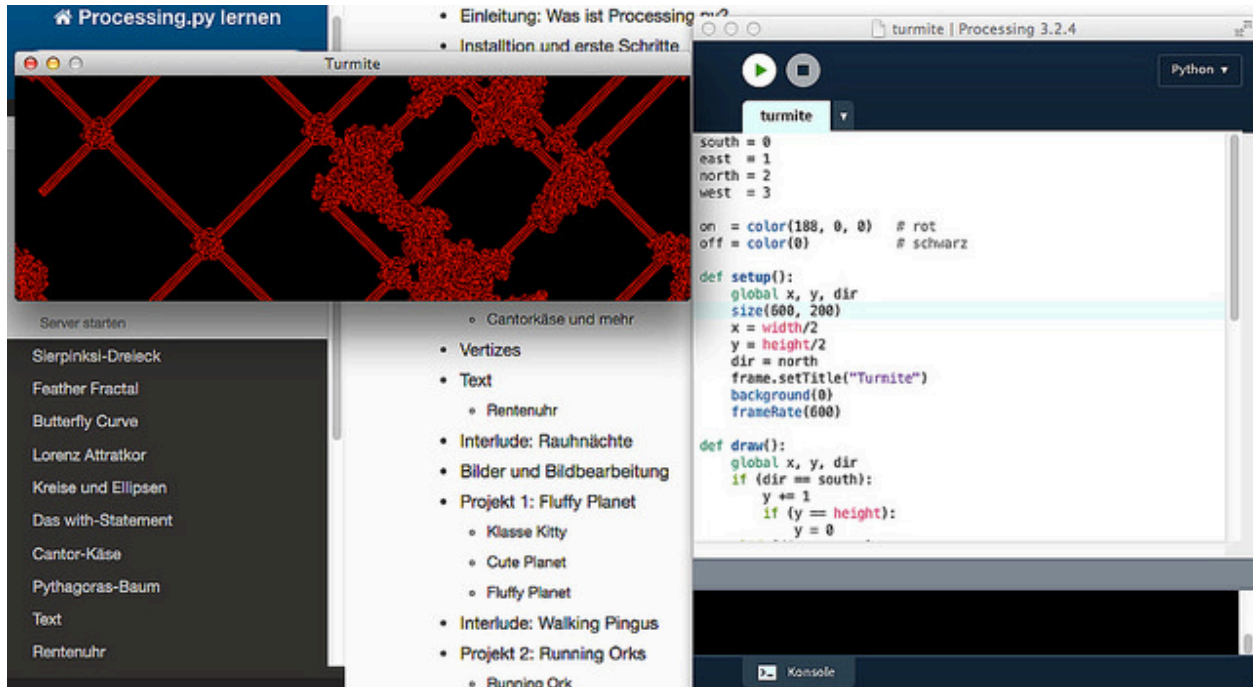 Processing.py lernen
Server starten
Sierpinksi-Dreieck
Feather Fractal
Butterfly Curve
Lorenz Attratkor
Kreise und Ellipsen
Das with-Statement
Cantor-Käse
Pythagoras-Baum
Text
Rentenuhr
Einleitung: Was ist Processing.py?
Installtion und erste Schritte
Cantorkäse und mehr
Vertizes
Text
Rentenuhr
Interlude: Rauhnächte
Bilder und Bildbearbeitung
Projekt 1: Fluffy Planet
Klasse Kitty
Cute Planet
Fluffy Planet
Interlude: Walking Pingus
Projekt 2: Running Orks
Running Ork
Turmite
turmite | Processing 3.2.4
Python
turmite
south = 0
east = 1
north = 2
west = 3
on = color(188, 0, 0) # rot
off = color(0) # schwarz
def setup():
global x, y, dir
size(600, 200)
x = width/2
y = height/2
dir = north
frame.setTitle("Turmite")
background(0)
frameRate(600)
def draw():
global x, y, dir
if (dir == south):
y += 1
if (y == height):
y = 0
Konsole